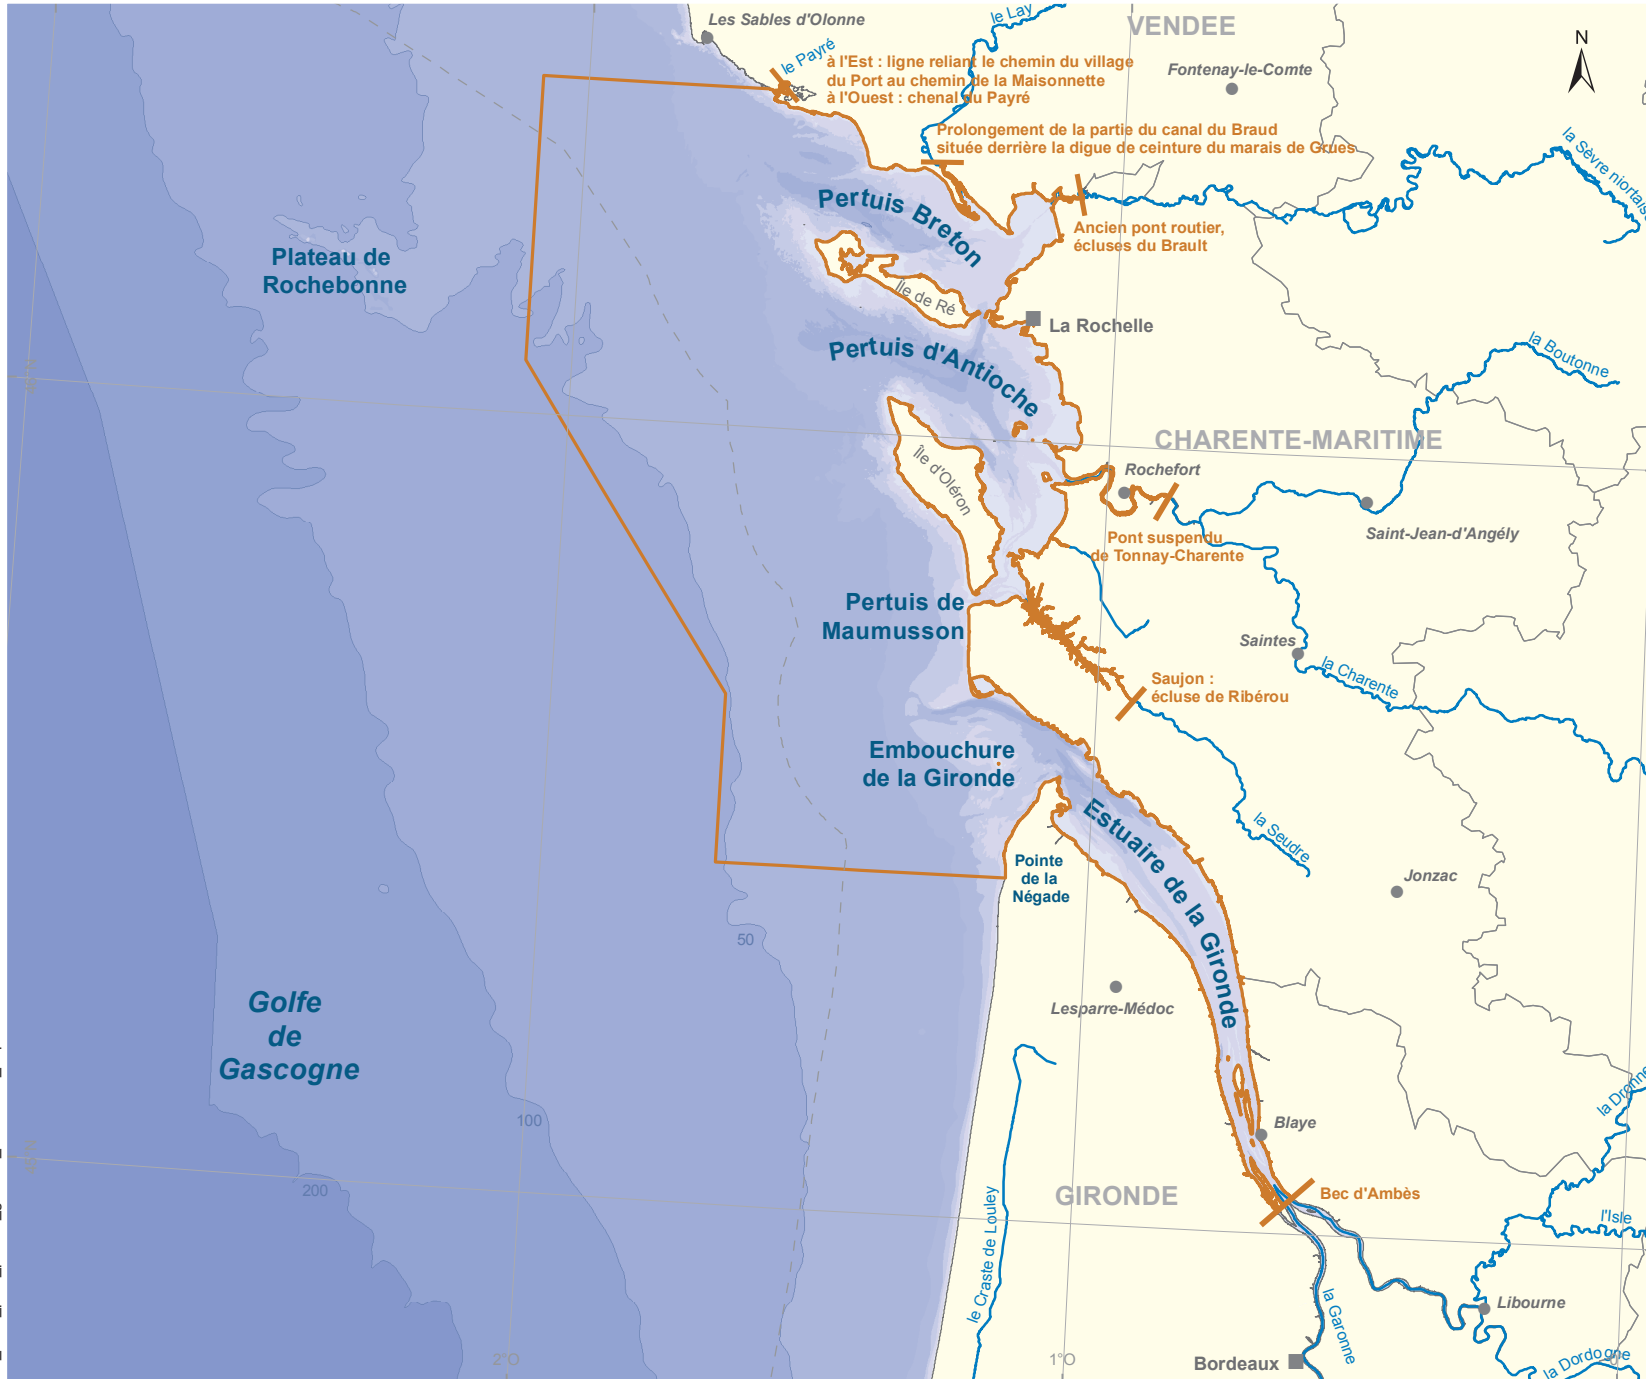 Les Sables d'Olonne
le Payré
le Lay
VENDEE
N
à l'Est : ligne reliant le chemin du village
du Port au chemin de la Maisonnette
à l'Ouest : chenal du Payré
Fontenay-le-Comte
Prolongement de la partie du canal du Braud
située derrière la digue de ceinture du marais de Grues
la Sèvre niortaise
Pertuis Breton
Ancien pont routier,
écluses du Brault
Plateau de
Rochebonne
Île de Ré
La Rochelle
Pertuis d'Antioche
la Boutonne
CHARENTE-MARITIME
Île d'Oléron
Rochefort
Saint-Jean-d'Angély
Pont suspendu
de Tonnay-Charente
Pertuis de
Maumusson
Saintes
la Charente
Saujon :
écluse de Ribérou
Embouchure
de la Gironde
Estuaire de la Gironde
la Seudre
Pointe
de la
Négade
Jonzac
50
Golfe
de
Gascogne
Lesparre-Médoc
la Dronne
100
Blaye
200
GIRONDE
Bec d'Ambès
l'Isle
le Craste de Louley
la Garonne
Libourne
2°O
1°O
Bordeaux
la Dordogne